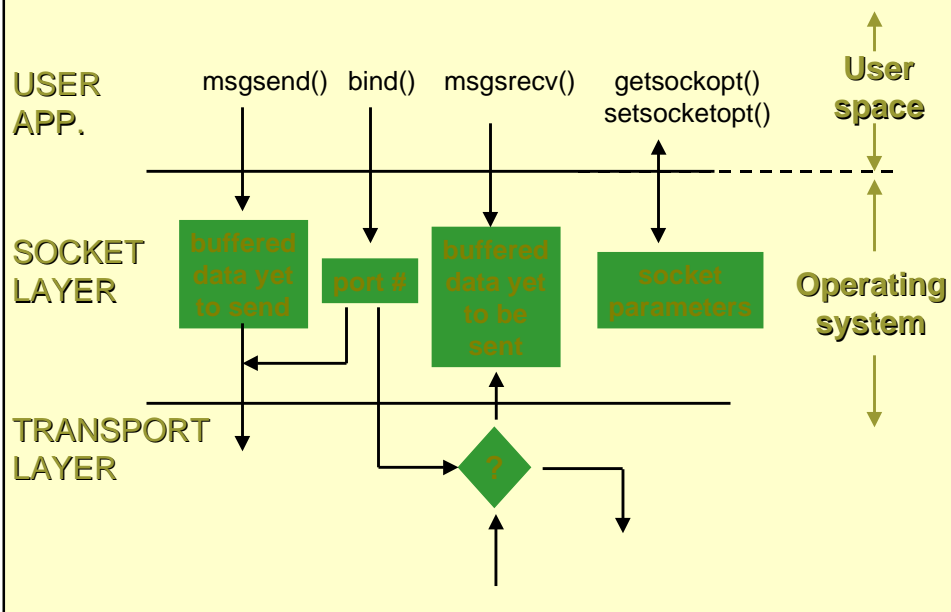 USER
APP.
msgsend()
bind()
msgsrecv()
getsockopt()
setsocketopt()
User
space
SOCKET
LAYER
buffered
data yet
to send
port #
buffered
data yet
to be
sent
socket
parameters
Operating
system
TRANSPORT
LAYER
?